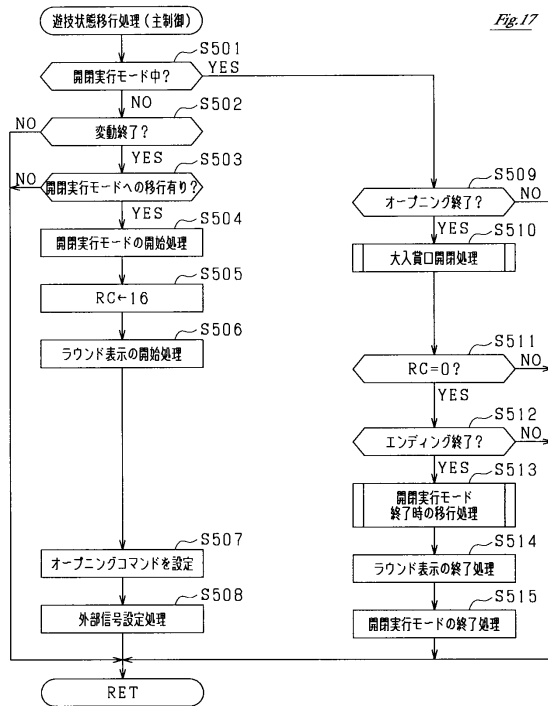 Fig.17
遊技状態移行処理(主制御)
S501
開閉実行モード中?
YES
NO
S502
変動終了?
NO
YES
S503
開閉実行モードへの移行有り?
NO
YES
S504
開閉実行モードの開始処理
S505
RC←16
S506
ラウンド表示の開始処理
S507
オープニングコマンドを設定
S508
外部信号設定処理
RET
S509
オープニング終了?
NO
YES
S510
大入賞口開閉処理
S511
RC=0?
NO
YES
S512
エンディング終了?
NO
YES
S513
開閉実行モード
終了時の移行処理
S514
ラウンド表示の終了処理
S515
開閉実行モードの終了処理